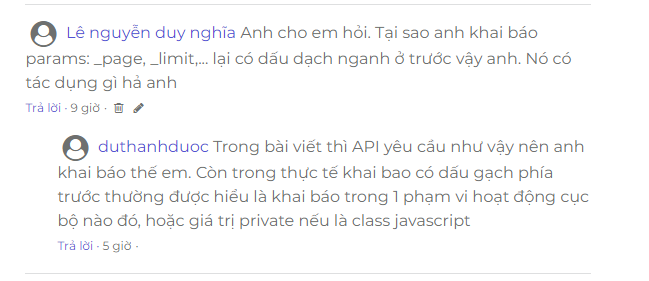 Lê nguyễn duy nghĩa Anh cho em hỏi. Tại sao anh khai báo
params: _page, _limit,... lại có dấu dạch nganh ở trước vậy anh. Nó có
tác dụng gì hả anh
Trả lời · 9 giờ ·
duthanhduoc Trong bài viết thì API yêu cầu như vậy nên anh
khai báo thế em. Còn trong thực tế khai bao có dấu gạch phía
trước thường được hiểu là khai báo trong 1 phạm vi hoạt động cục
bộ nào đó, hoặc giá trị private nếu là class javascript
Trả lời · 5 giờ ·